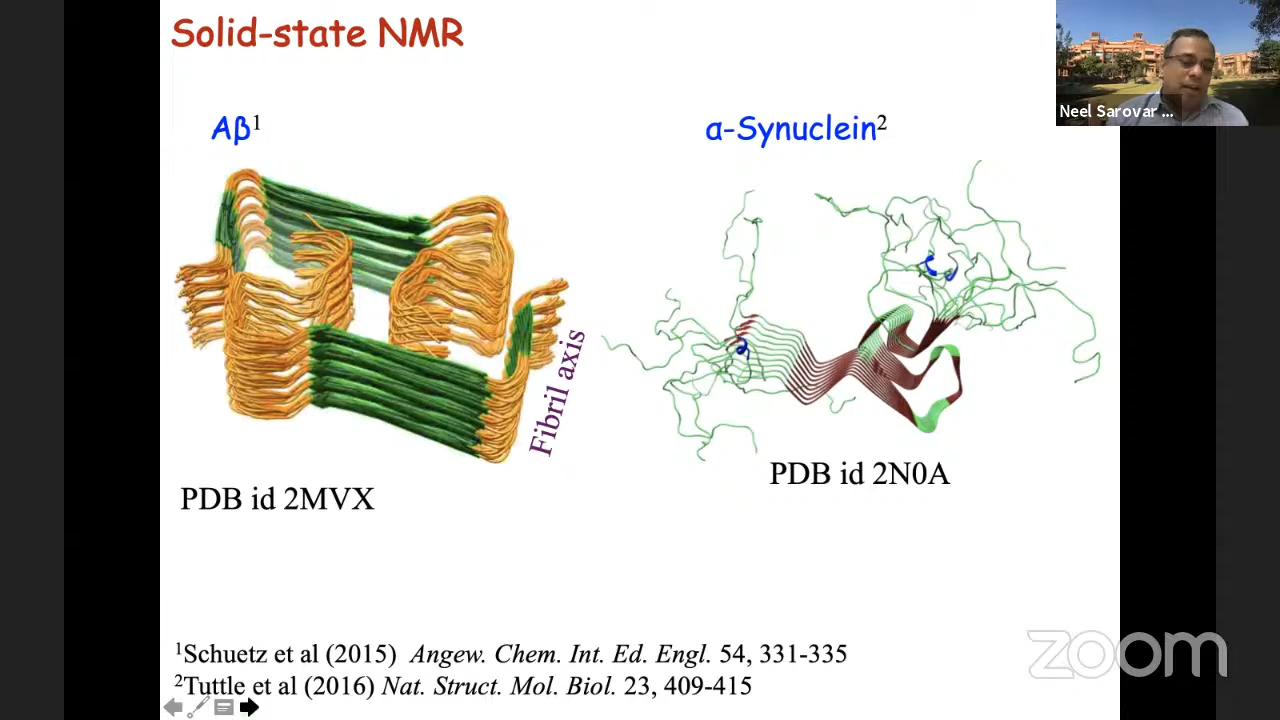 Solid-state NMR
Neel Sarovar ...
Aβ¹
α-Synuclein²
Fibril axis
PDB id 2MVX
PDB id 2N0A
¹Schuetz et al (2015) Angew. Chem. Int. Ed. Engl. 54, 331-335
²Tuttle et al (2016) Nat. Struct. Mol. Biol. 23, 409-415
zoom